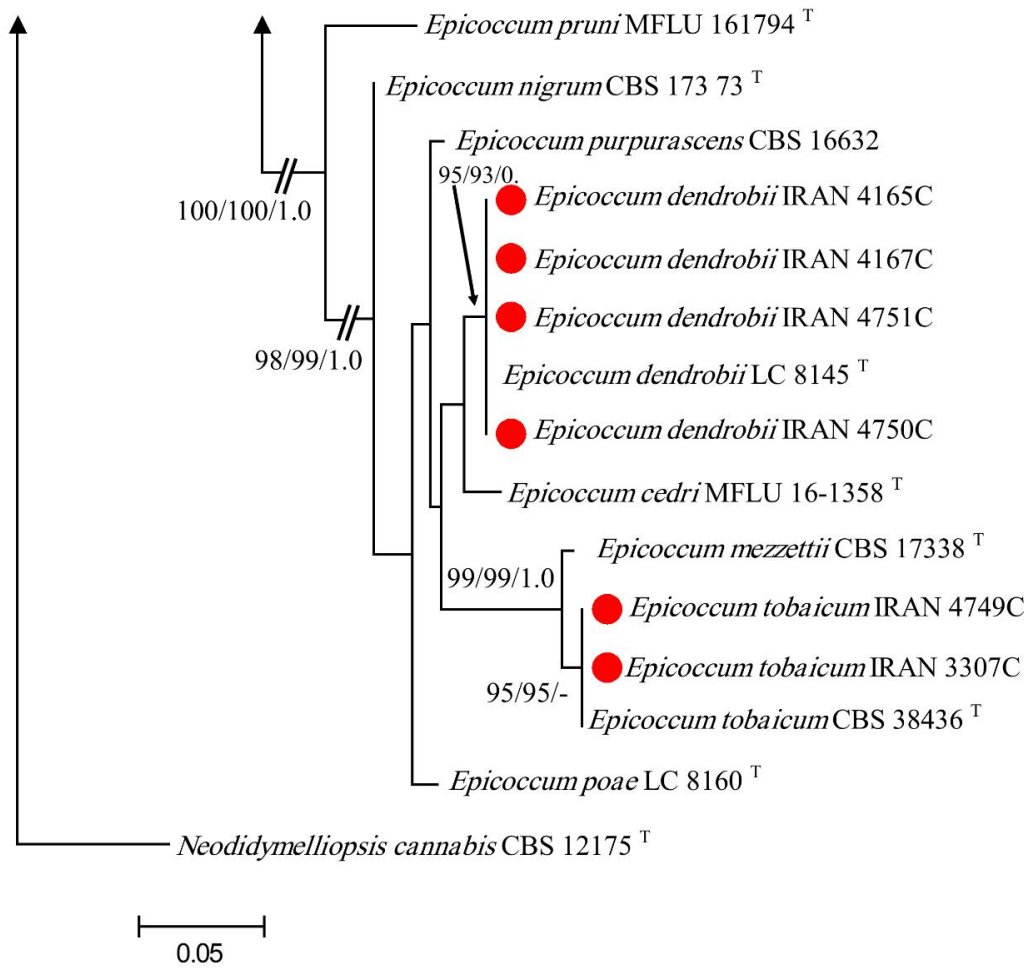 Epicoccum pruni MFLU 161794 T
Epicoccum nigrum CBS 173 73 T
Epicoccum purpurascens CBS 16632
95/93/0.
Epicoccum dendrobii IRAN 4165C
100/100/1.0
Epicoccum dendrobii IRAN 4167C
Epicoccum dendrobii IRAN 4751C
98/99/1.0
Epicoccum dendrobii LC 8145 T
Epicoccum dendrobii IRAN 4750C
Epicoccum cedri MFLU 16-1358 T
Epicoccum mezzettii CBS 17338 T
99/99/1.0
Epicoccum tobaicum IRAN 4749C
Epicoccum tobaicum IRAN 3307C
95/95/-
Epicoccum tobaicum CBS 38436 T
Epicoccum poae LC 8160 T
Neodidymelliopsis cannabis CBS 12175 T
0.05